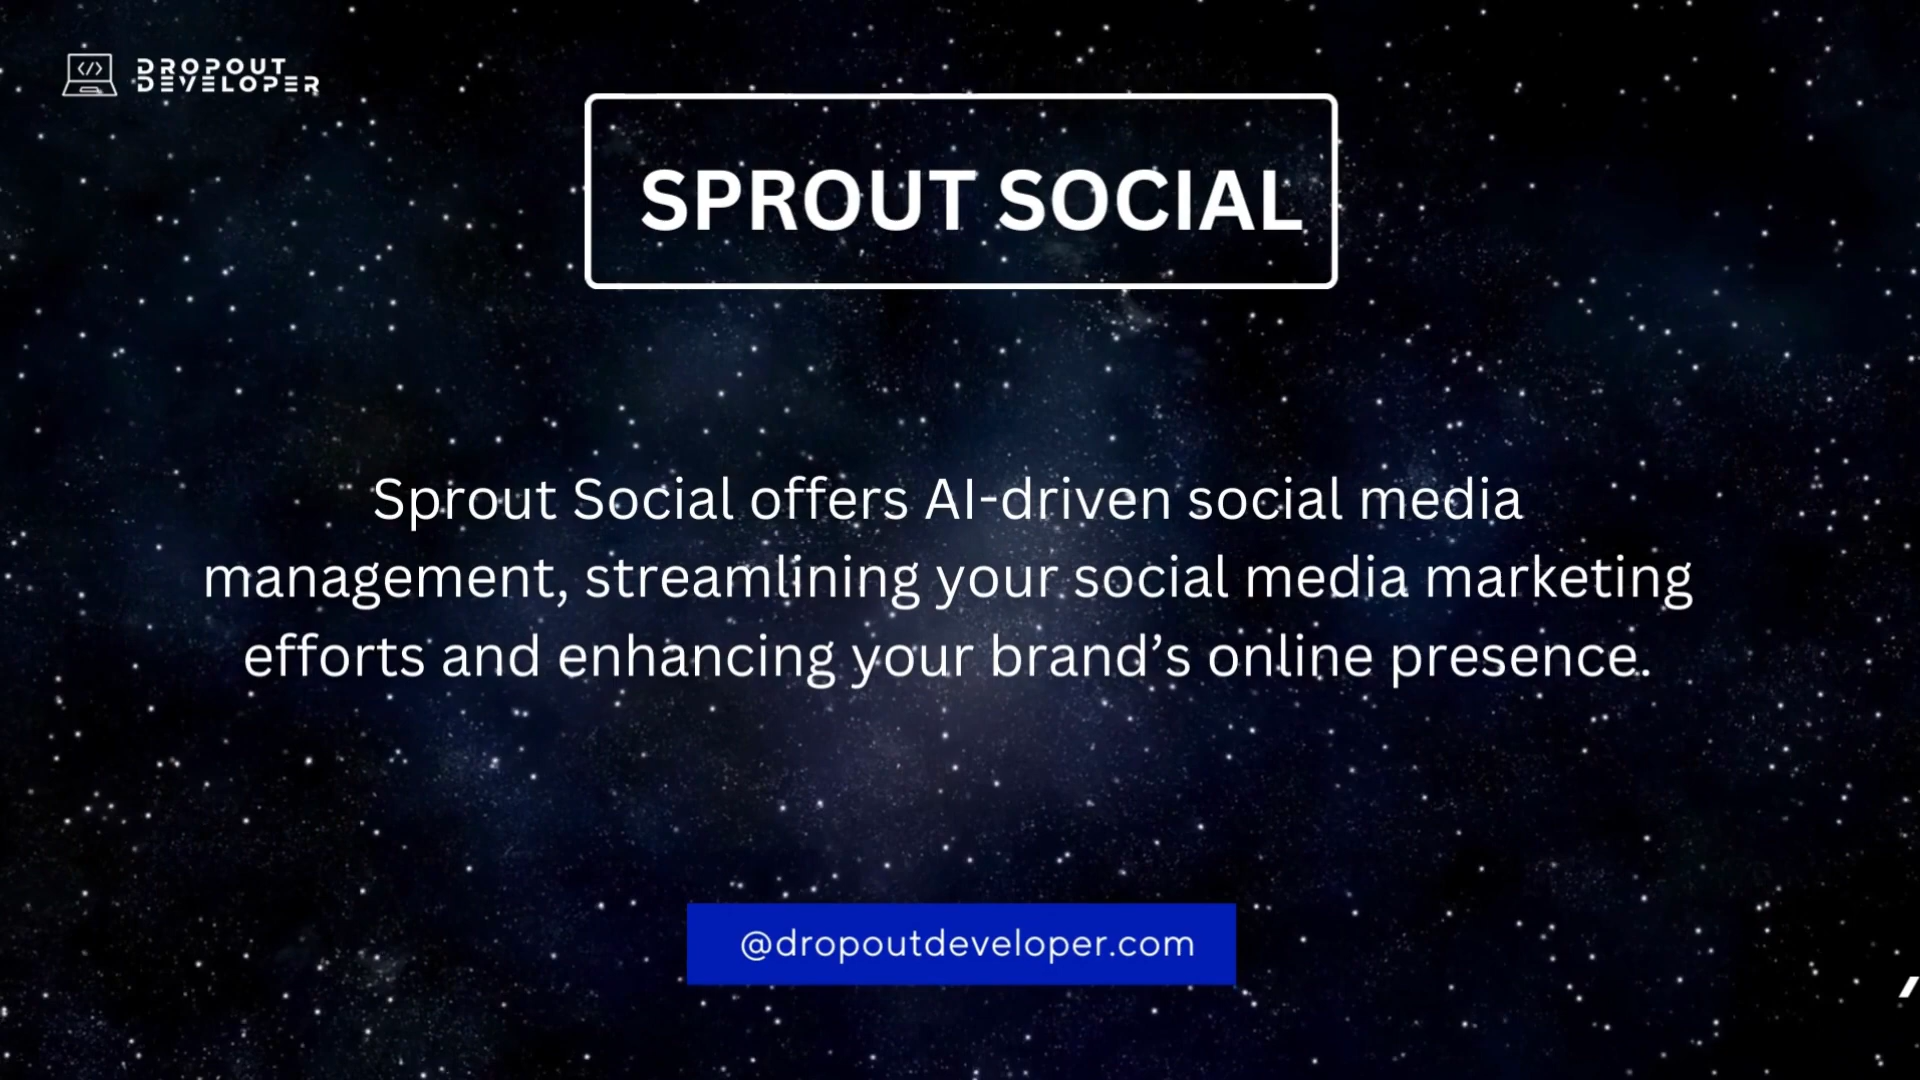 DROPOUT
DEVELOPER
SPROUT SOCIAL
Sprout Social offers AI-driven social media
management, streamlining your social media marketing
efforts and enhancing your brand’s online presence.
@dropoutdeveloper.com